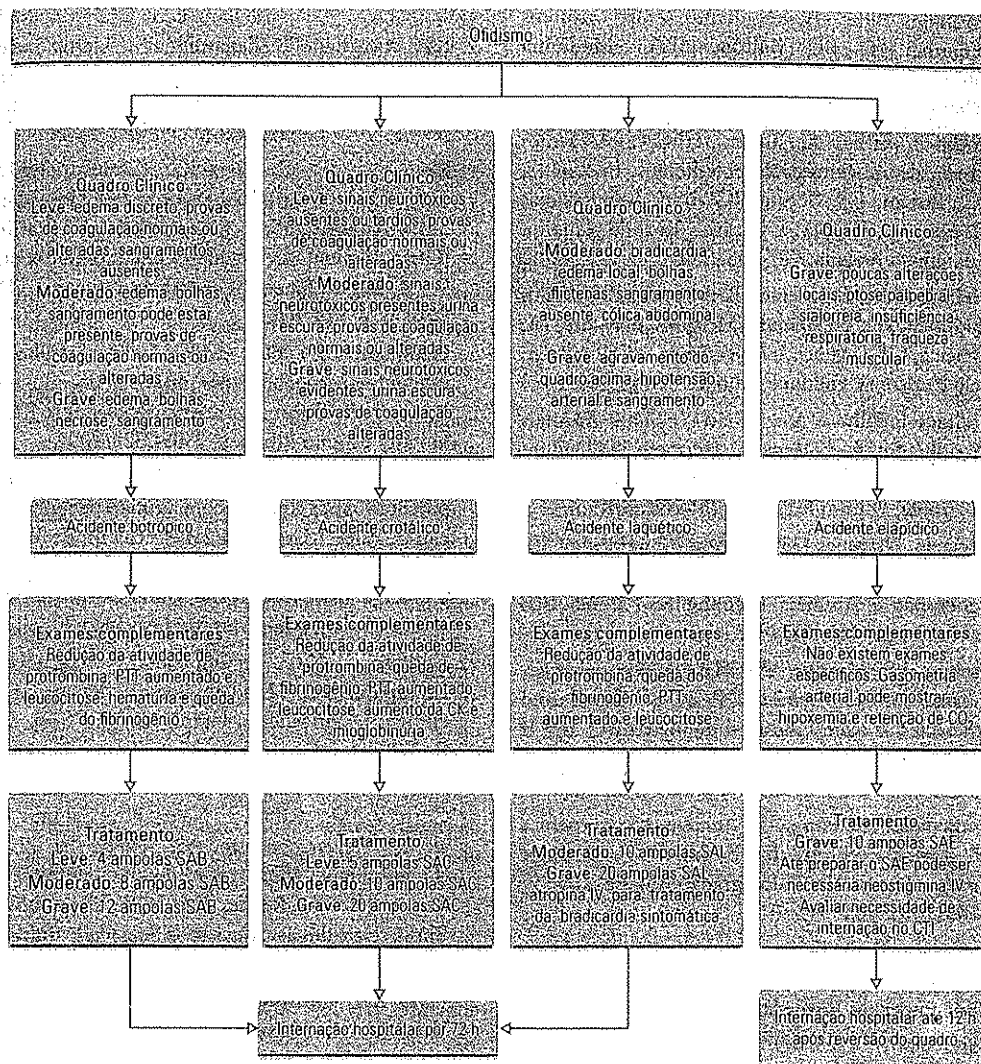 Ofidismo
Quadro Clínico
Leve: edema discreto, provas
de coagulação normais ou
alteradas, sangramentos
ausentes
Moderado: edema, bolhas,
sangramento pode estar
presente, provas de
coagulação normais ou
alteradas
Grave: edema, bolhas,
necrose, sangramento
Acidente botrópico
Exames complementares
Redução da atividade de
protrombina, PTT aumentado e
leucocitose, hematúria e queda
do fibrinogênio
Tratamento
Leve: 4 ampolas SAB
Moderado: 8 ampolas SAB
Grave: 12 ampolas SAB
Quadro Clínico
Leve: sinais neurotóxicos
ausentes ou tardios, provas
de coagulação normais ou
alteradas
Moderado: sinais
neurotóxicos presentes, urina
escura, provas de coagulação
normais ou alteradas
Grave: sinais neurotóxicos
evidentes, urina escura,
provas de coagulação
alteradas
Acidente crotálico
Exames complementares
Redução da atividade de
protrombina, queda de
fibrinogênio, PTT aumentado,
leucocitose, aumento da CK e
mioglobinúria
Tratamento
Leve: 5 ampolas SAC
Moderado: 10 ampolas SAC
Grave: 20 ampolas SAC
Quadro Clínico
Moderado: bradicardia,
edema local, bolhas,
flictenas, sangramento
ausente, cólica abdominal
Grave: agravamento do
quadro acima, hipotensão
arterial e sangramento
Acidente laquético
Exames complementares
Redução da atividade de
protrombina, queda do
fibrinogênio, PTT
aumentado e leucocitose
Tratamento
Moderado: 10 ampolas SAL
Grave: 20 ampolas SAL,
atropina IV, para tratamento
da bradicardia sintomática
Internação hospitalar por 72 h
Quadro Clínico
Grave: poucas alterações
locais, ptose palpebral,
sialorreia, insuficiência
respiratória, fraqueza
muscular
Acidente elapídico
Exames complementares
Não existem exames
específicos. Gasometria
arterial pode mostrar
hipoxemia e retenção de CO2
Tratamento
Grave: 10 ampolas SAE
Até preparar o SAE pode ser
necessária neostigmina IV
Avaliar necessidade de
internação no CTI
Internação hospitalar até 12 h
após reversão do quadro